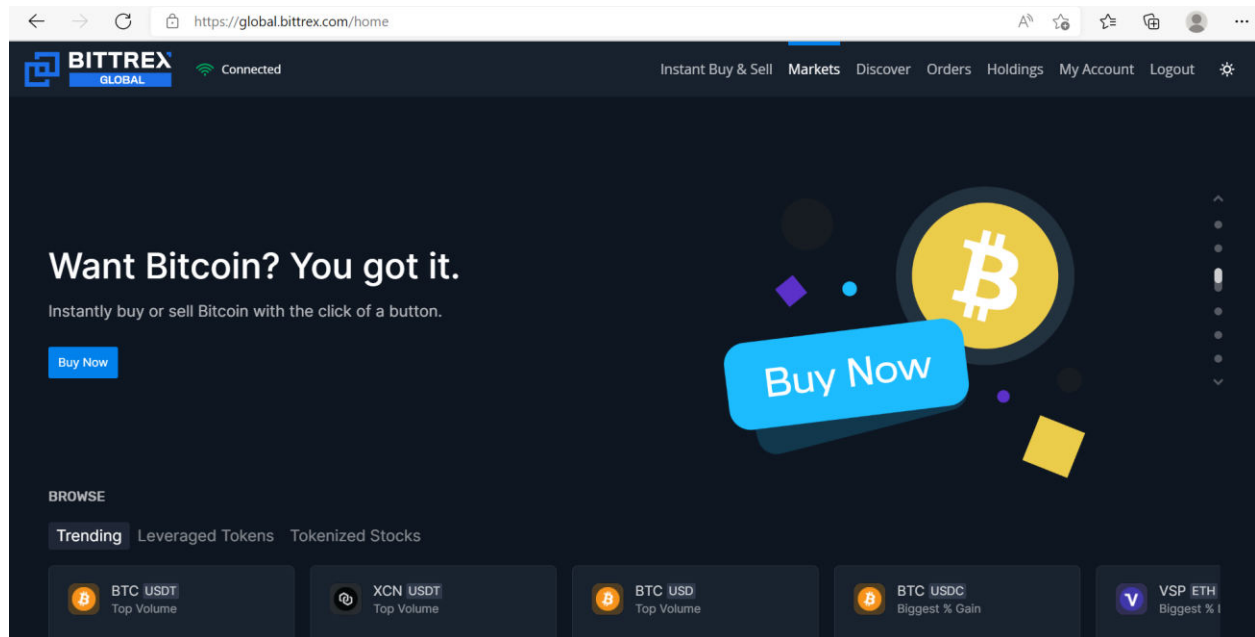 https://global.bittrex.com/home
BITTREX
GLOBAL
Connected
Instant Buy & Sell Markets Discover Orders Holdings My Account Logout
Want Bitcoin? You got it.
Instantly buy or sell Bitcoin with the click of a button.
Buy Now
Buy Now
BROWSE
Trending Leveraged Tokens Tokenized Stocks
BTC USDT XCN USDT BTC USD BTC USDC VSP ETH
Top Volume Top Volume Top Volume Biggest % Gain Biggest %